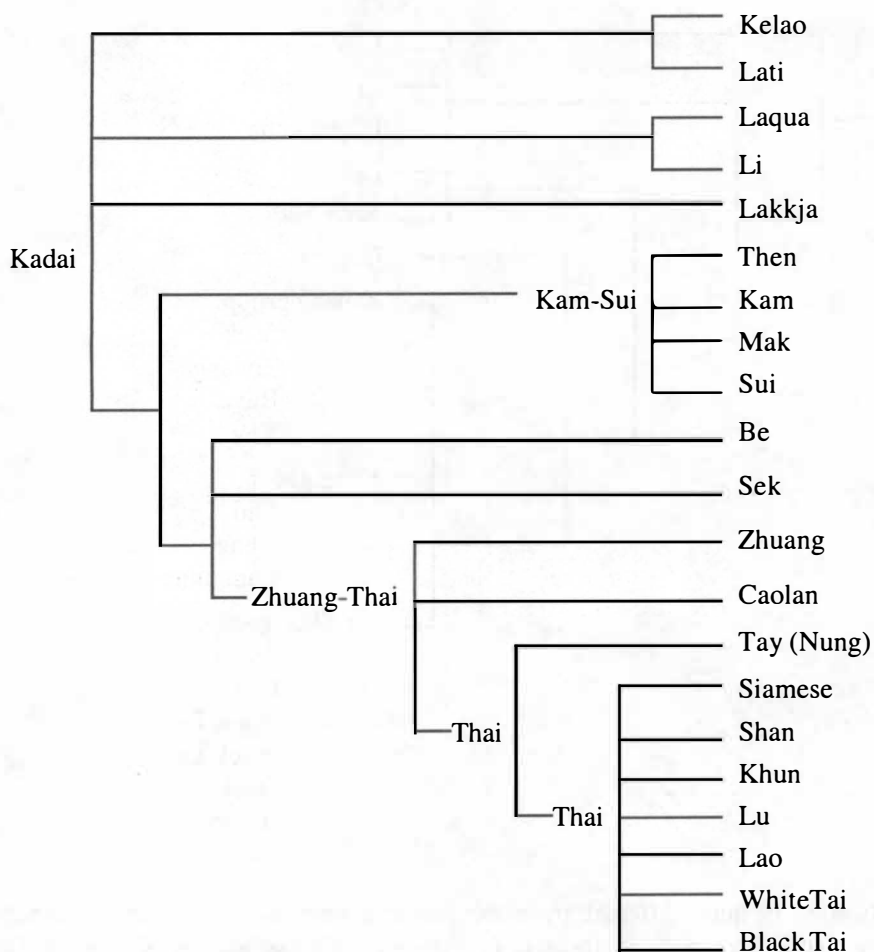 Kelao
Lati
Laqua
Li
Lakkja
Kadai
Then
Kam-Sui
Kam
Mak
Sui
Be
Sek
Zhuang
Zhuang-Thai
Caolan
Tay (Nung)
Siamese
Thai
Shan
Khun
Thai
Lu
Lao
WhiteTai
Black Tai